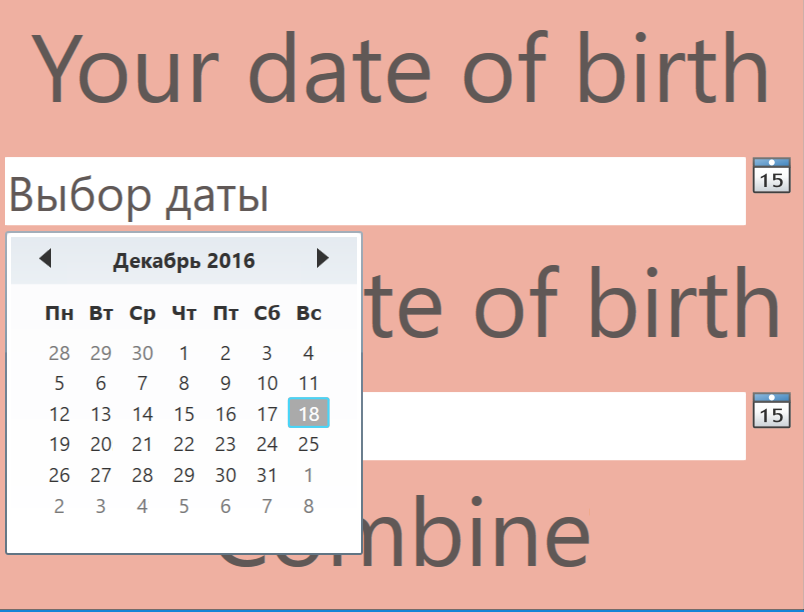 Your date of birth
15
Выбор даты
Декабрь 2016
Пн Вт Ср Чт Пт Сб Вс
28 29 30 1 2 3 4
5 6 7 8 9 10 11
12 13 14 15 16 17 18
19 20 21 22 23 24 25
26 27 28 29 30 31 1
2 3 4 5 6 7 8
te of birth
15
Combine